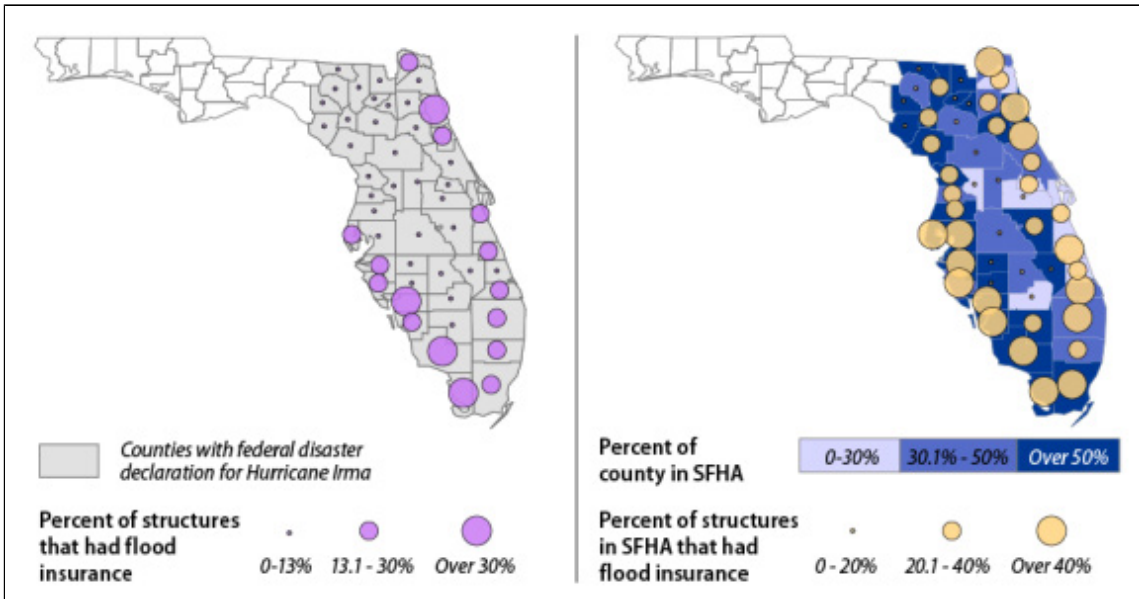 Counties with federal disaster
declaration for Hurricane Irma
Percent of structures
that had flood
insurance
0-13%
13.1 - 30%
Over 30%
Percent of
county in SFHA
0-30%
30.1% - 50%
Over 50%
Percent of structures
in SFHA that had
flood insurance
0 - 20%
20.1 - 40%
Over 40%